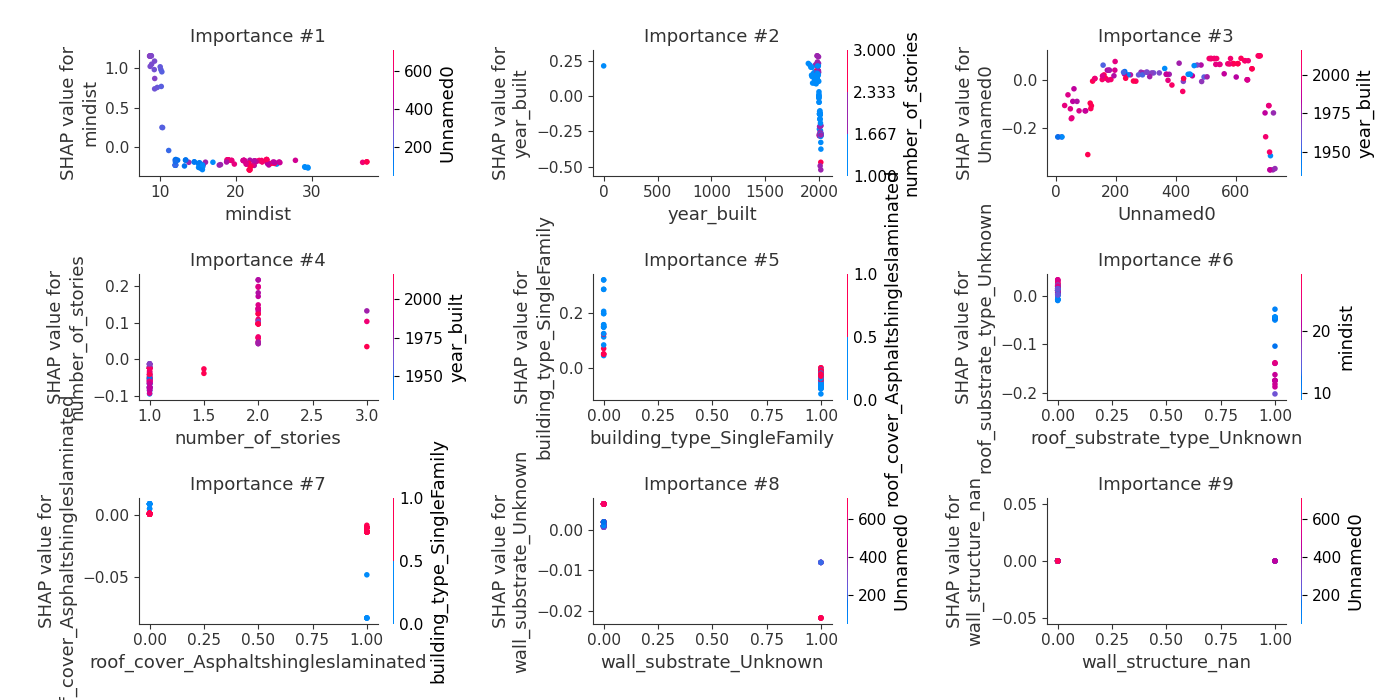 Importance #1
SHAP value for
mindist
1.0
0.5
0.0
10
20
30
mindist
600
400
200
Unnamed0
Importance #2
SHAP value for
year_built
0.25
0.00
−0.25
−0.50
0
500
1000
1500
2000
year_built
3.000
2.333
1.667
1.000
number_of_stories
Importance #3
SHAP value for
Unnamed0
0.0
−0.2
0
200
400
600
Unnamed0
2000
1975
1950
year_built
Importance #4
SHAP value for
number_of_stories
0.2
0.1
0.0
−0.1
1.0
1.5
2.0
2.5
3.0
number_of_stories
2000
1975
1950
year_built
Importance #5
SHAP value for
building_type_SingleFamily
0.2
0.0
0.00
0.25
0.50
0.75
1.00
building_type_SingleFamily
1.0
0.5
0.0
roof_cover_Asphaltshingleslaminated
Importance #6
SHAP value for
roof_substrate_type_Unknown
0.0
−0.1
−0.2
0.00
0.25
0.50
0.75
1.00
roof_substrate_type_Unknown
20
10
mindist
Importance #7
SHAP value for
f_cover_Asphaltshingleslaminated
0.00
−0.05
0.00
0.25
0.50
0.75
1.00
roof_cover_Asphaltshingleslaminated
1.0
0.5
0.0
building_type_SingleFamily
Importance #8
SHAP value for
wall_substrate_Unknown
0.00
−0.01
−0.02
0.00
0.25
0.50
0.75
1.00
wall_substrate_Unknown
600
400
200
Unnamed0
Importance #9
SHAP value for
wall_structure_nan
0.05
0.00
−0.05
0.00
0.25
0.50
0.75
1.00
wall_structure_nan
600
400
200
Unnamed0